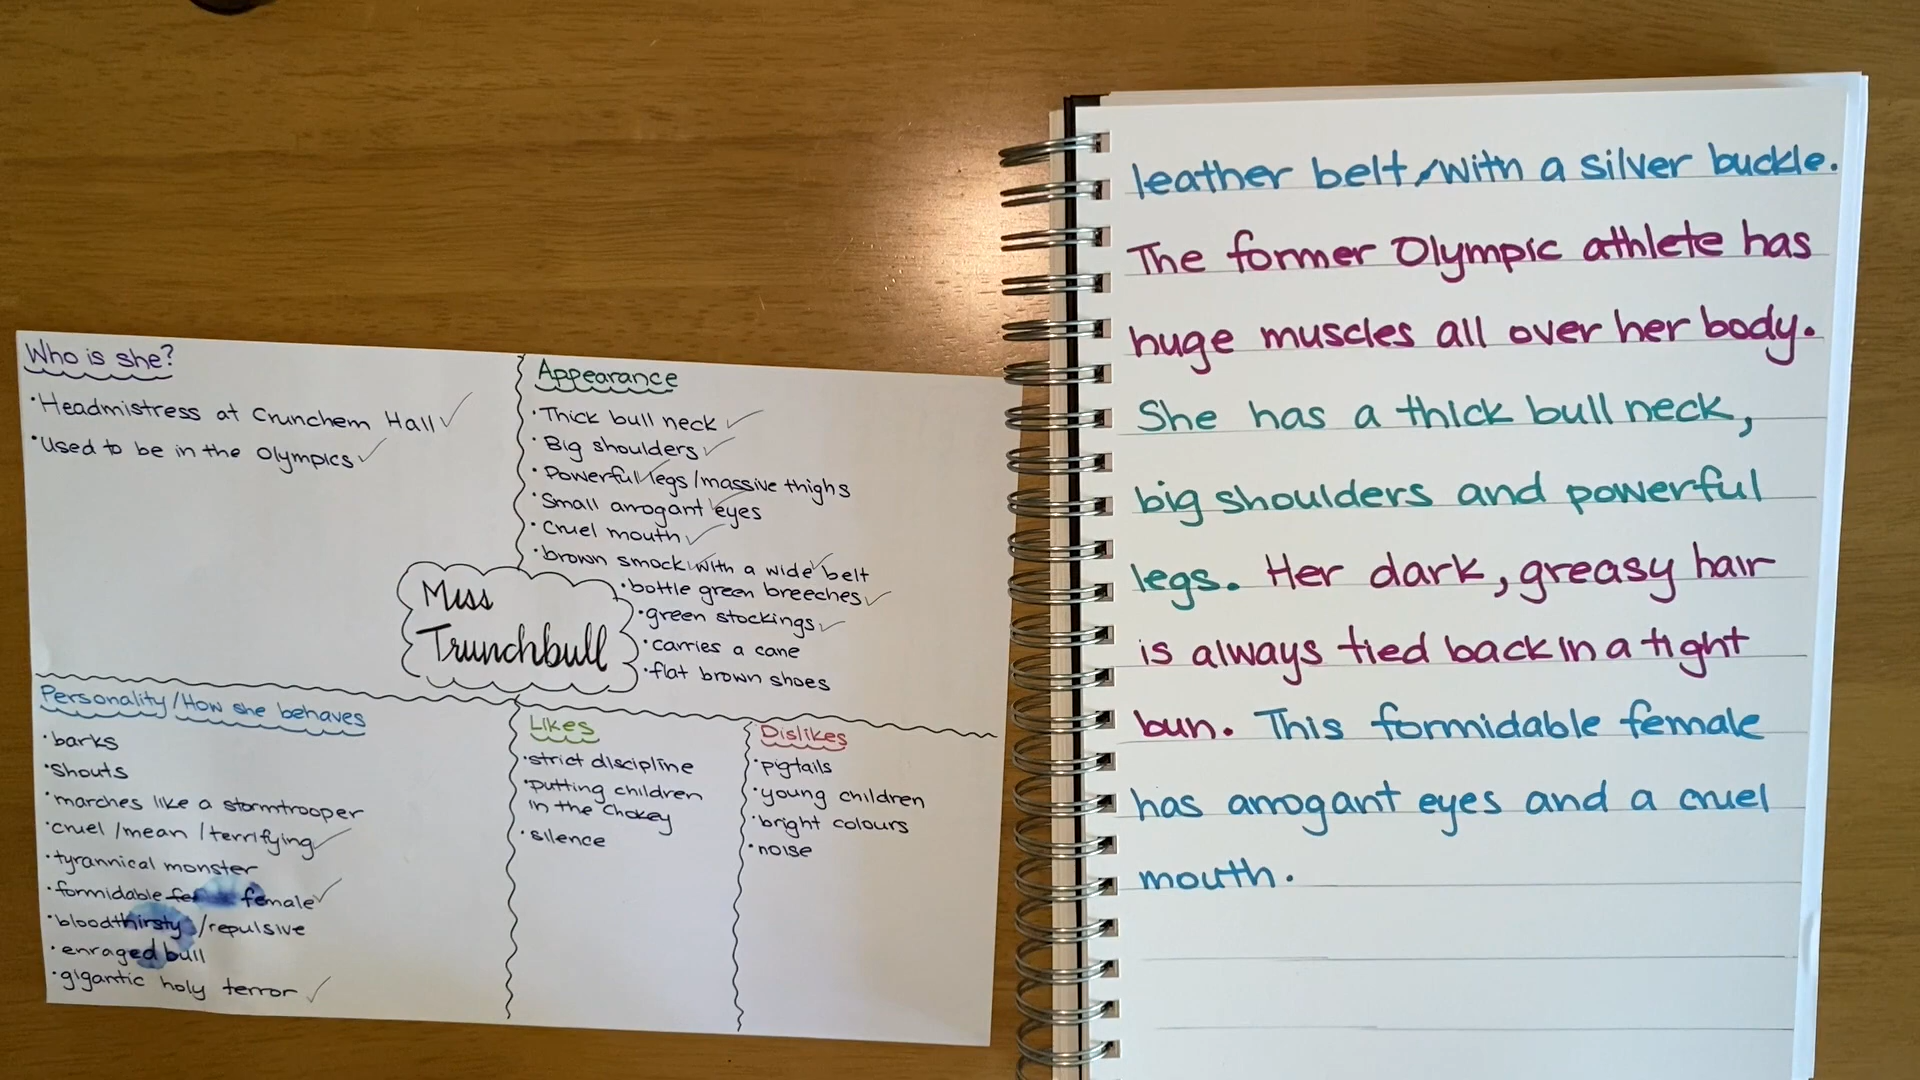 Who is she?
·Headmistress at Crunchem Hall✓
·Used to be in the Olympics✓
Appearance
·Thick bull neck✓
·Big shoulders✓
·Powerful✓legs/massive thighs
·Small arrogant✓eyes
·Cruel mouth✓
·brown smock✓with a wide✓belt
·bottle green breeches✓
·green stockings✓
·carries a cane
·flat brown shoes
Miss
Trunchbull
Personality/How she behaves
·barks
·Shouts
·marches like a stormtrooper
·cruel/mean/terrifying✓
·tyrannical monster
·formidable fe female✓
·bloodthirsty/repulsive
·enraged bull
·gigantic holy terror✓
Likes
·strict discipline
·putting children
in the Chokey
·silence
Dislikes
·pigtails
·young children
·bright colours
·noise
leather belt, with a silver buckle.
The former Olympic athlete has
huge muscles all over her body.
She has a thick bull neck,
big shoulders and powerful
legs. Her dark, greasy hair
is always tied back in a tight
bun. This formidable female
has arrogant eyes and a cruel
mouth.